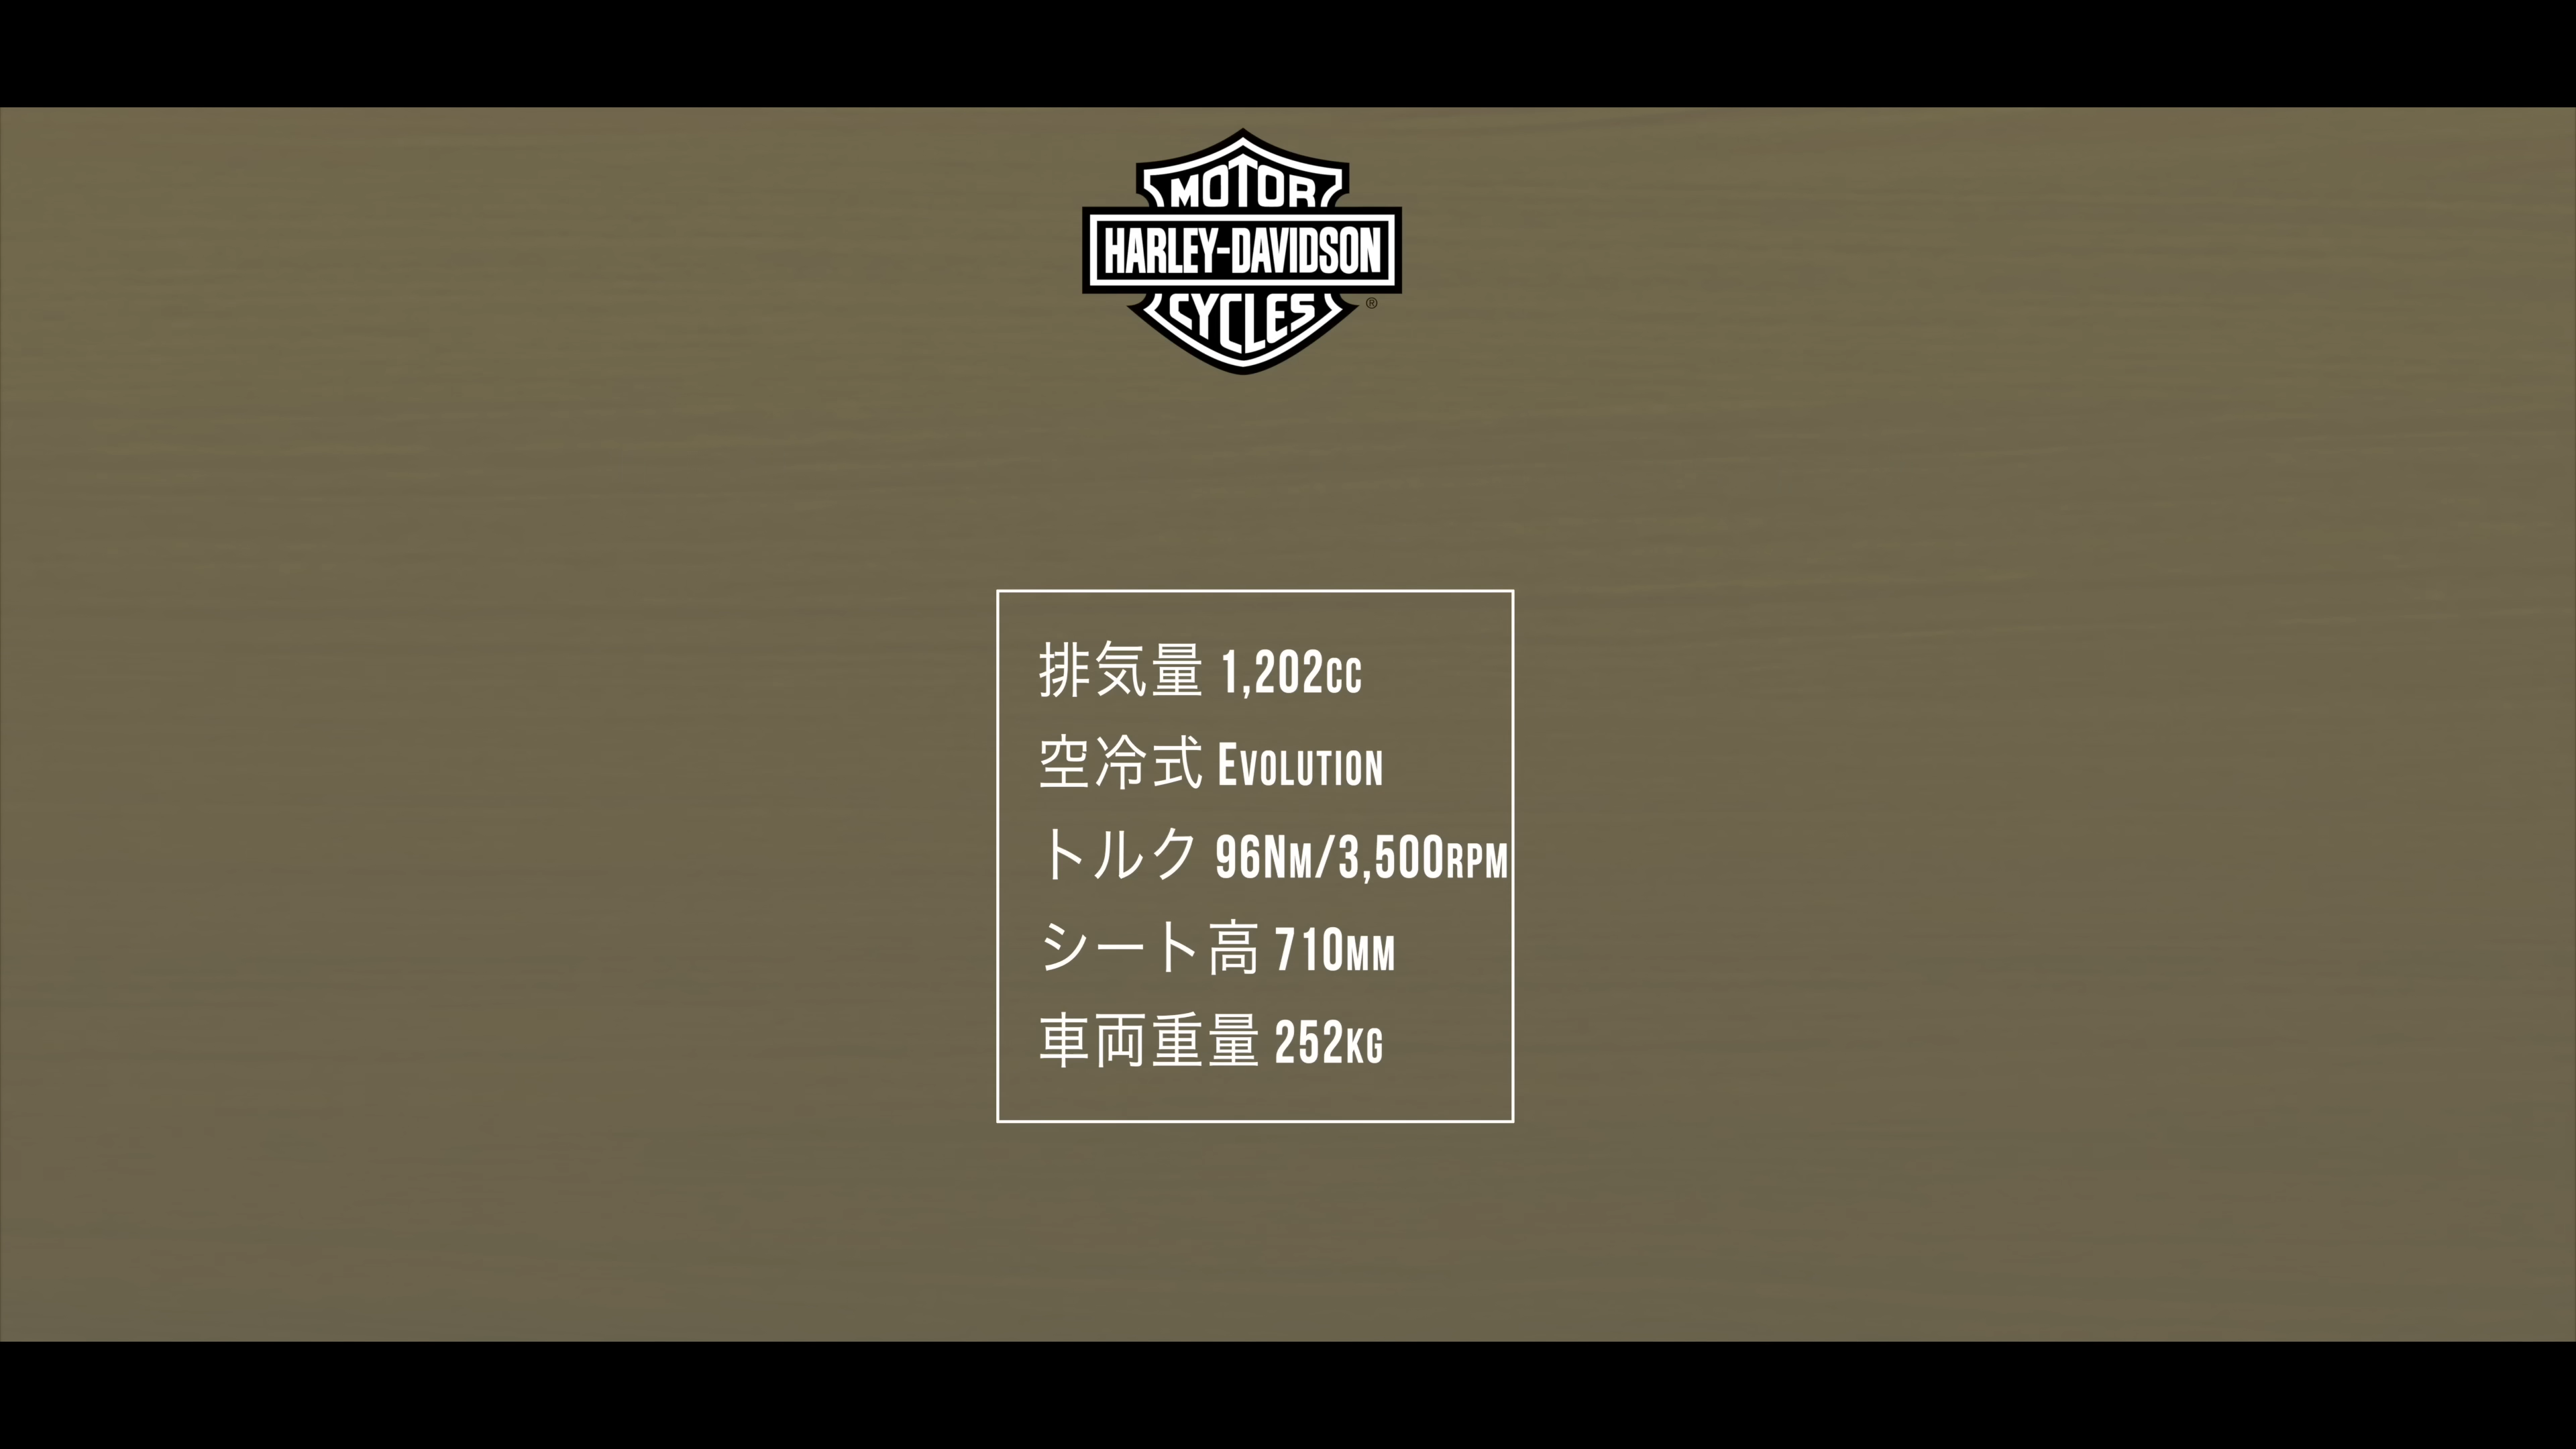 MOTOR
HARLEY-DAVIDSON
CYCLES
®
排気量 1,202cc
空冷式 Evolution
トルク 96Nm/3,500rpm
シート高 710mm
車両重量 252kg